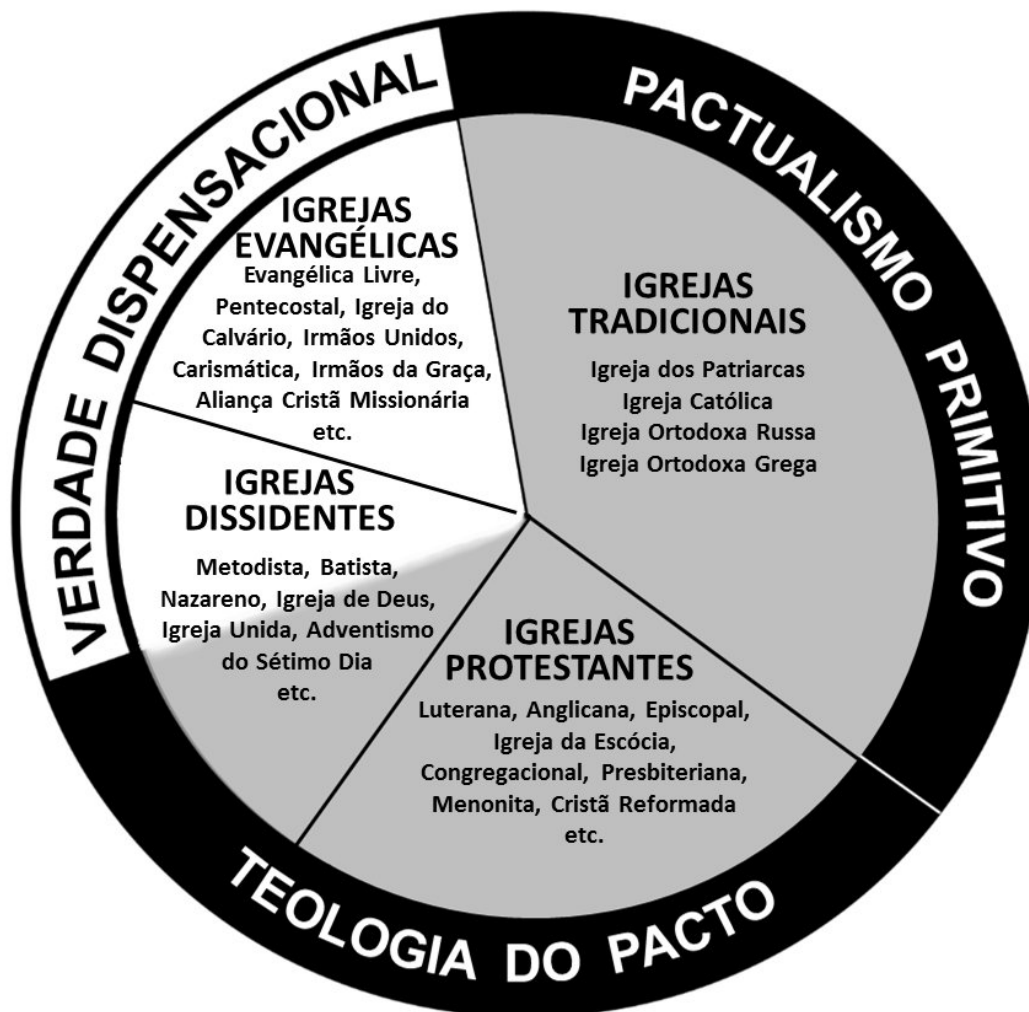 VERDADE DISPENSACIONAL
PACTUALISMO PRIMITIVO
IGREJAS
EVANGÉLICAS
Evangélica Livre,
Pentecostal, Igreja do
Calvário, Irmãos Unidos,
Carismática, Irmãos da Graça,
Aliança Cristã Missionária
etc.
IGREJAS
TRADICIONAIS
Igreja dos Patriarcas
Igreja Católica
Igreja Ortodoxa Russa
Igreja Ortodoxa Grega
IGREJAS
DISSIDENTES
Metodista, Batista,
Nazareno, Igreja de Deus,
Igreja Unida, Adventismo
do Sétimo Dia
etc.
IGREJAS
PROTESTANTES
Luterana, Anglicana, Episcopal,
Igreja da Escócia,
Congregacional, Presbiteriana,
Menonita, Cristã Reformada
etc.
TEOLOGIA DO PACTO